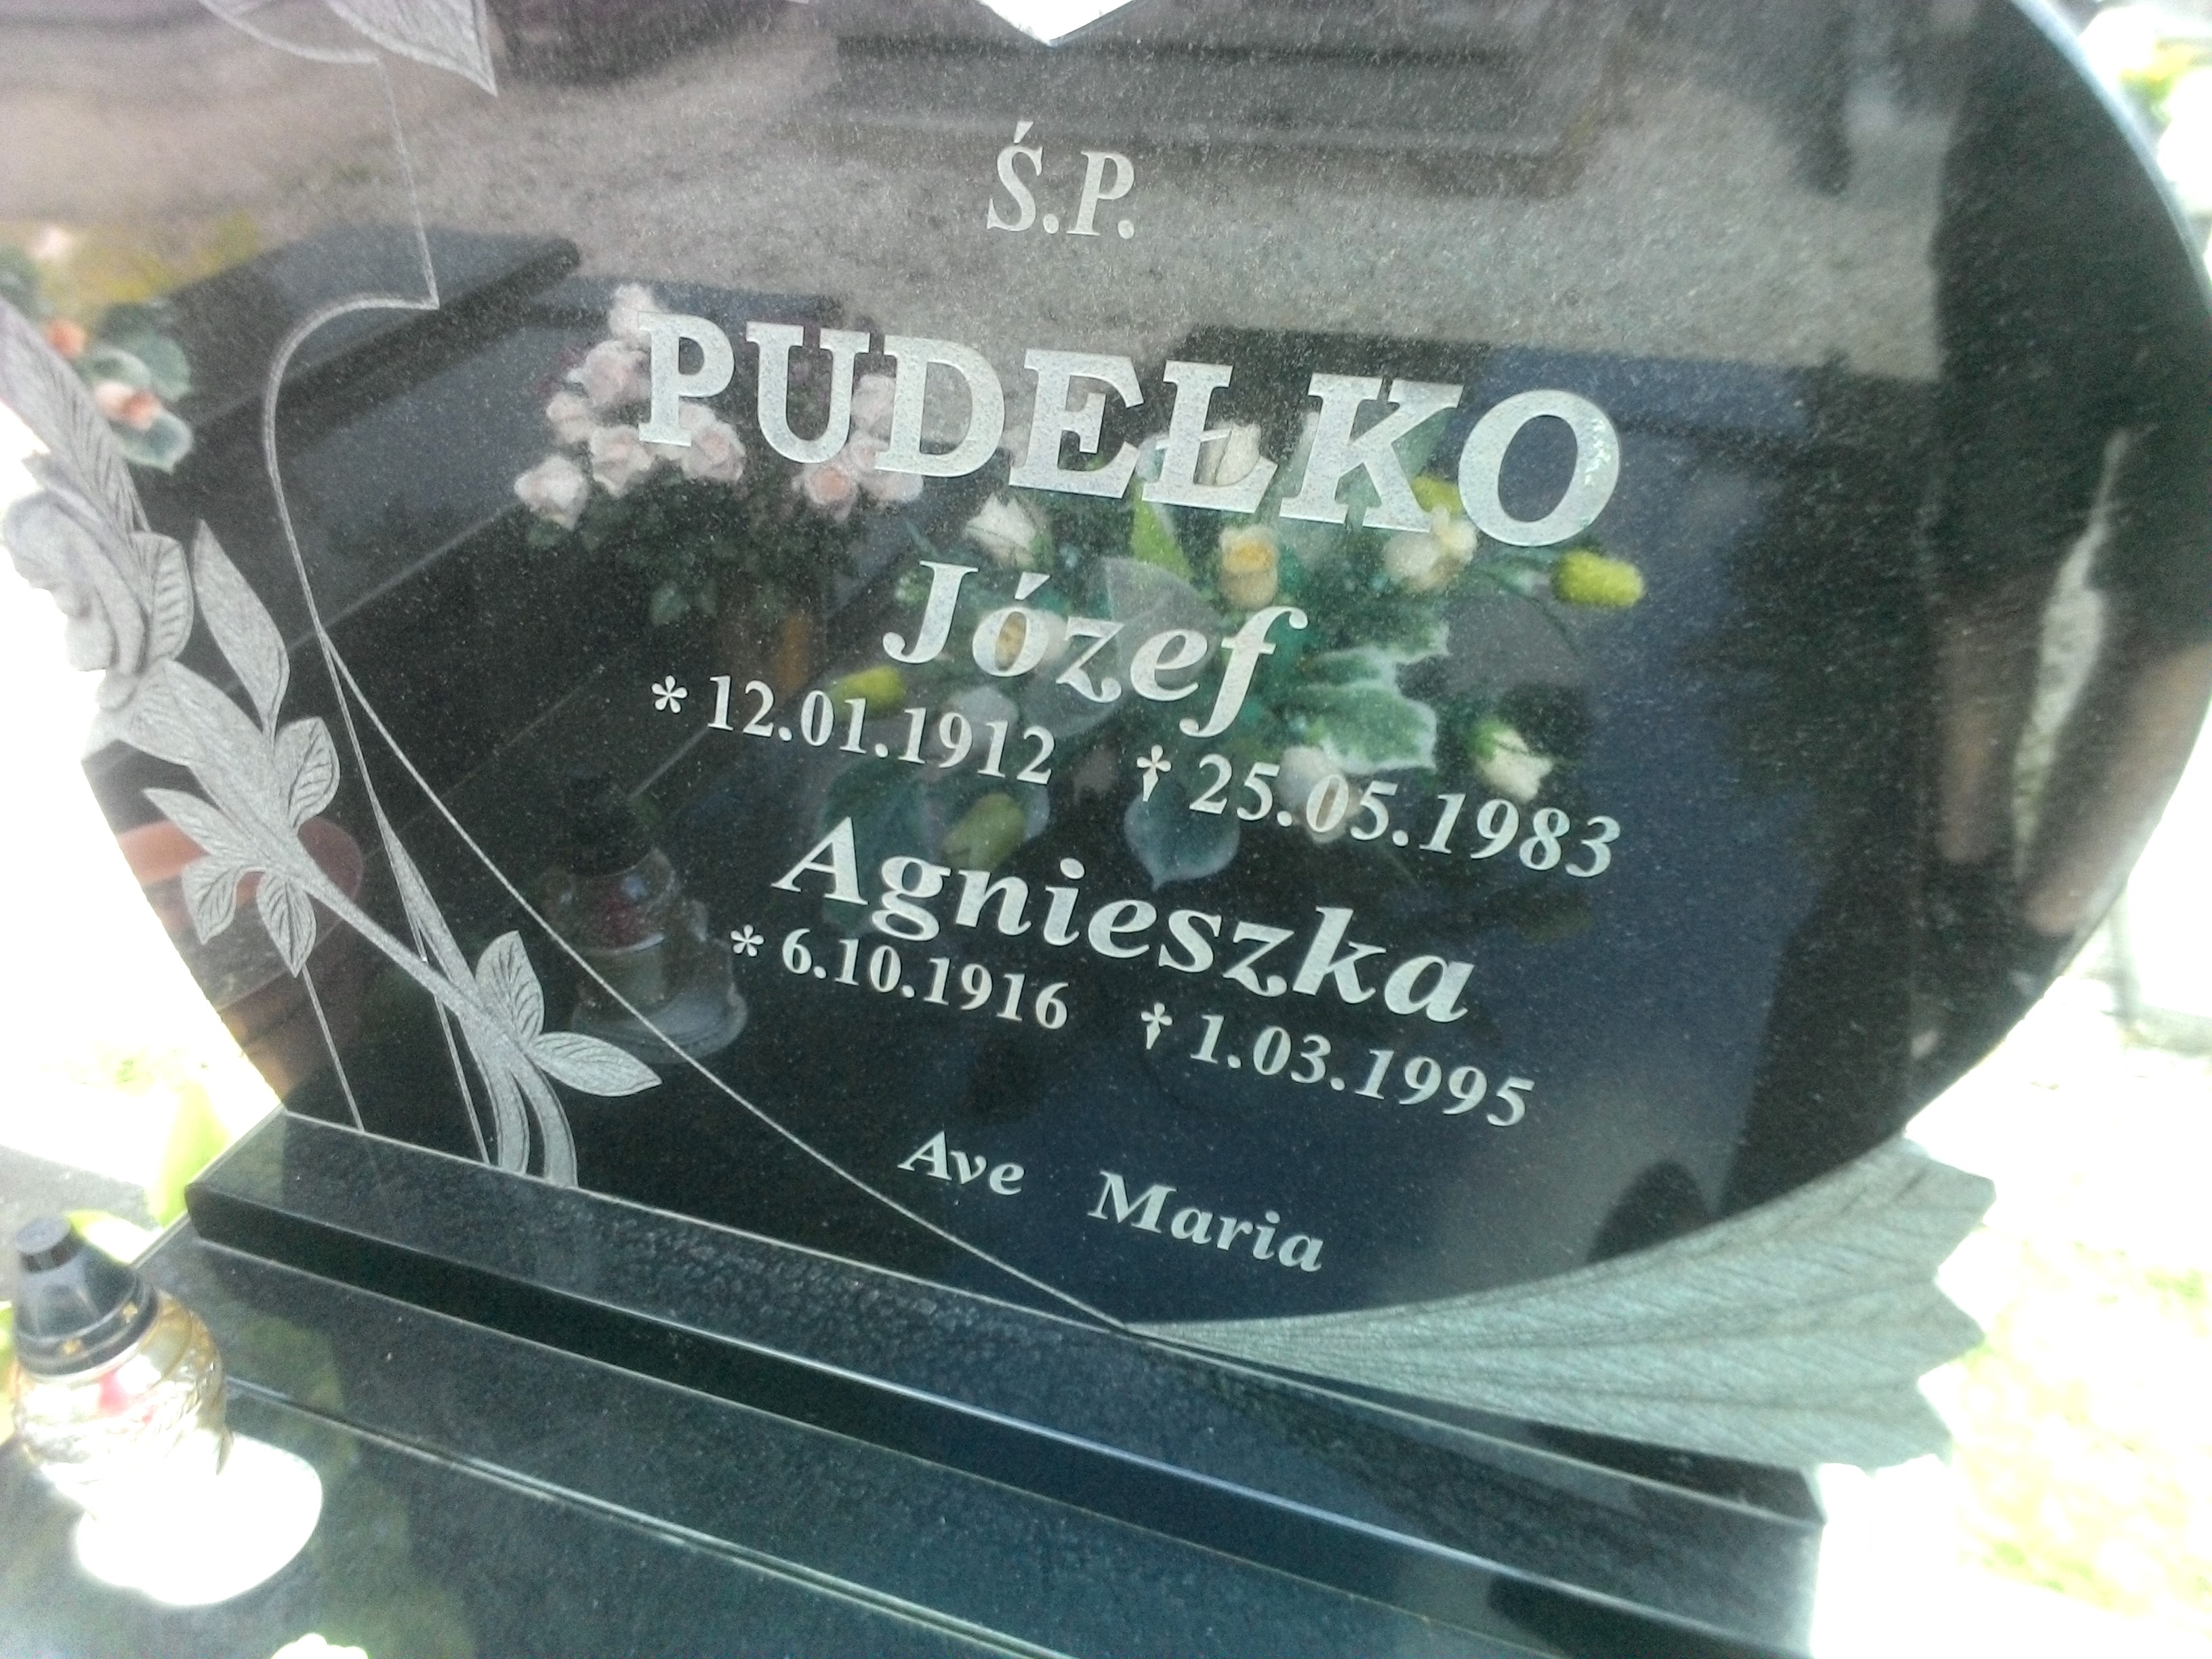 Ś.P.
PUDEŁKO
Józef
* 12.01.1912 † 25.05.1983
Agnieszka
* 6.10.1916 † 1.03.1995
Ave Maria